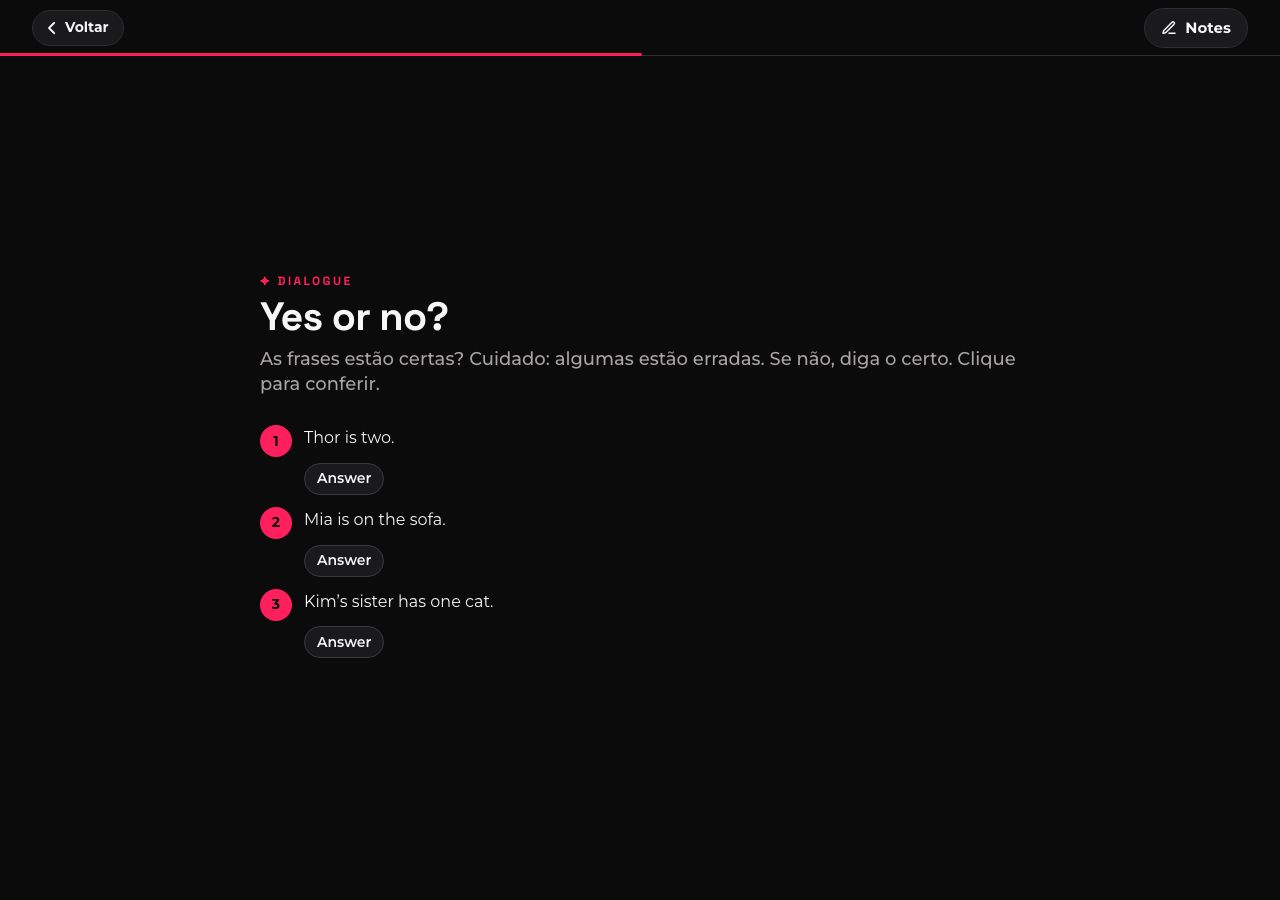 Voltar
Notes
DIALOGUE
Yes or no?
As frases estão certas? Cuidado: algumas estão erradas. Se não, diga o certo. Clique
para conferir.
1 Thor is two.
Answer
2 Mia is on the sofa.
Answer
3 Kim’s sister has one cat.
Answer